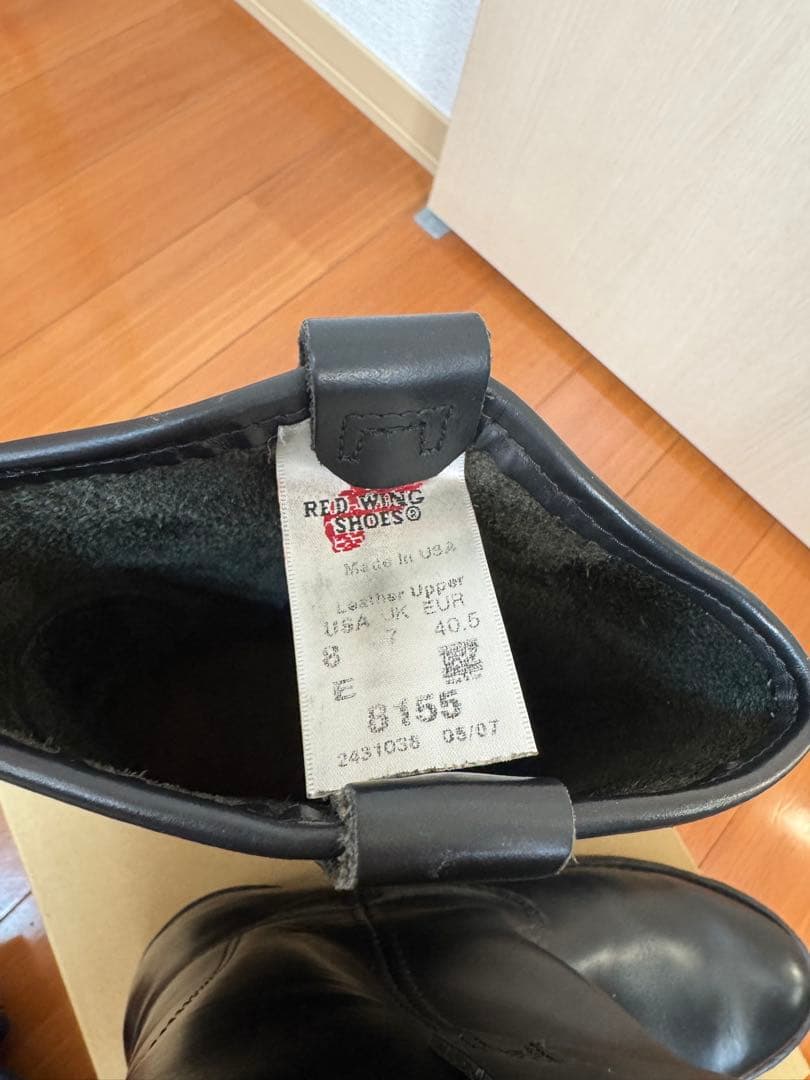 RED WING
SHOES®
Made in USA
Leather Upper
USA UK EUR
8 7 40.5
E
8155
2431036 05/07